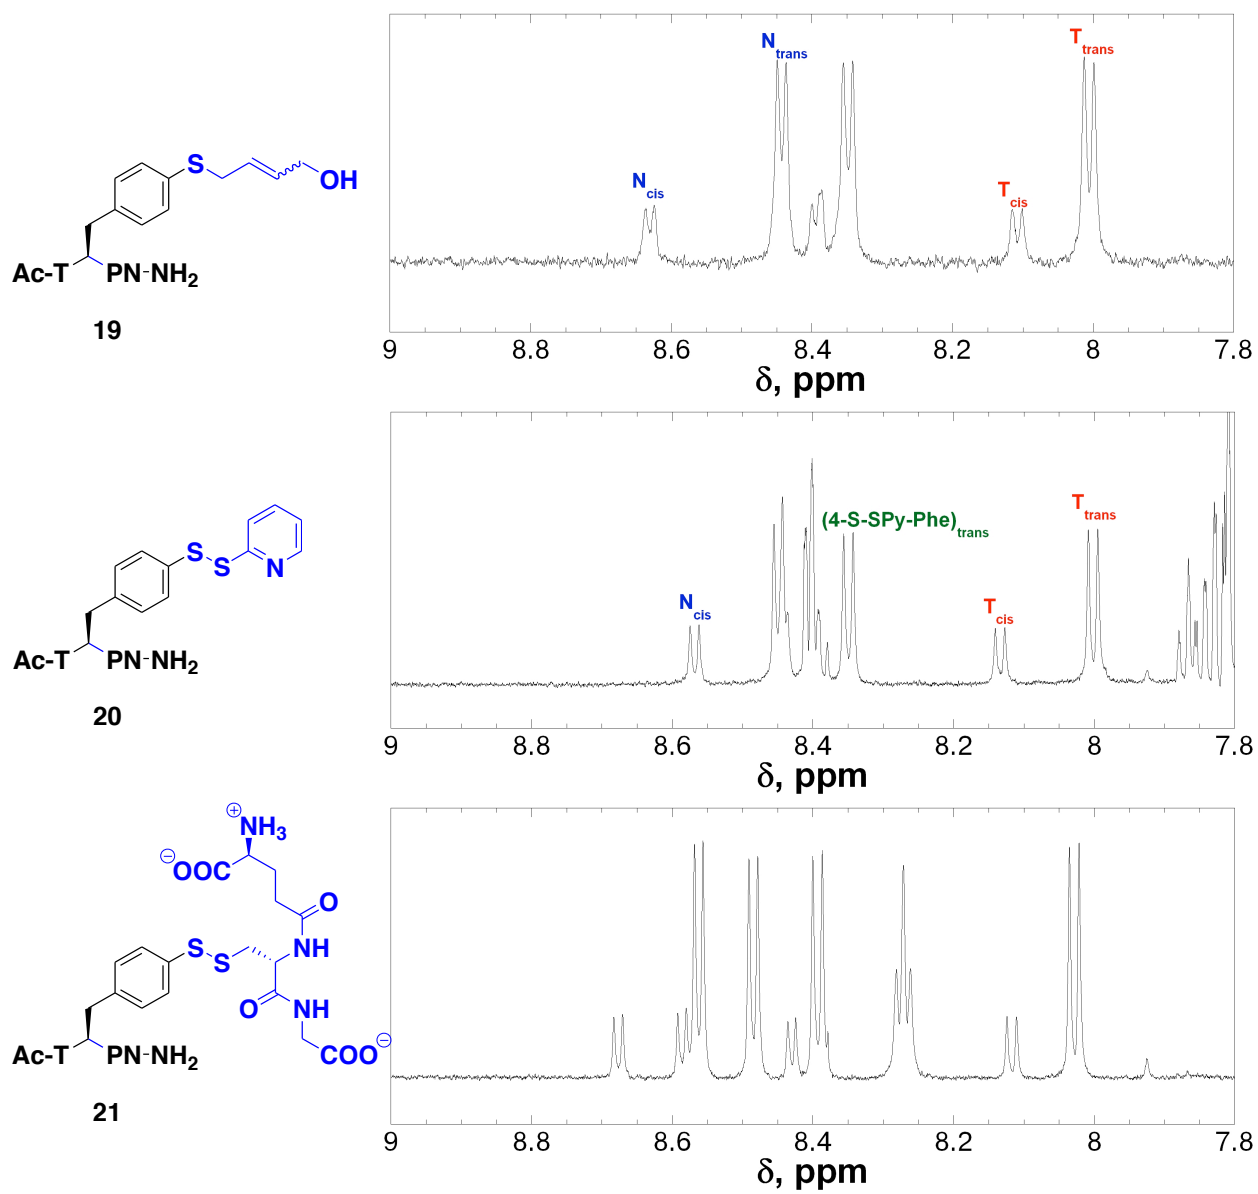 N trans
T trans
N cis
T cis
S
OH
Ac-T PN-NH2
19
9 8.8 8.6 8.4 8.2 8 7.8
δ, ppm
(4-S-SPy-Phe) trans
T trans
N cis
T cis
S
S N
Ac-T PN-NH2
20
9 8.8 8.6 8.4 8.2 8 7.8
δ, ppm
⊕
NH3
⊖OOC
O
S
S NH
O NH
COO⊖
Ac-T PN-NH2
21
9 8.8 8.6 8.4 8.2 8 7.8
δ, ppm